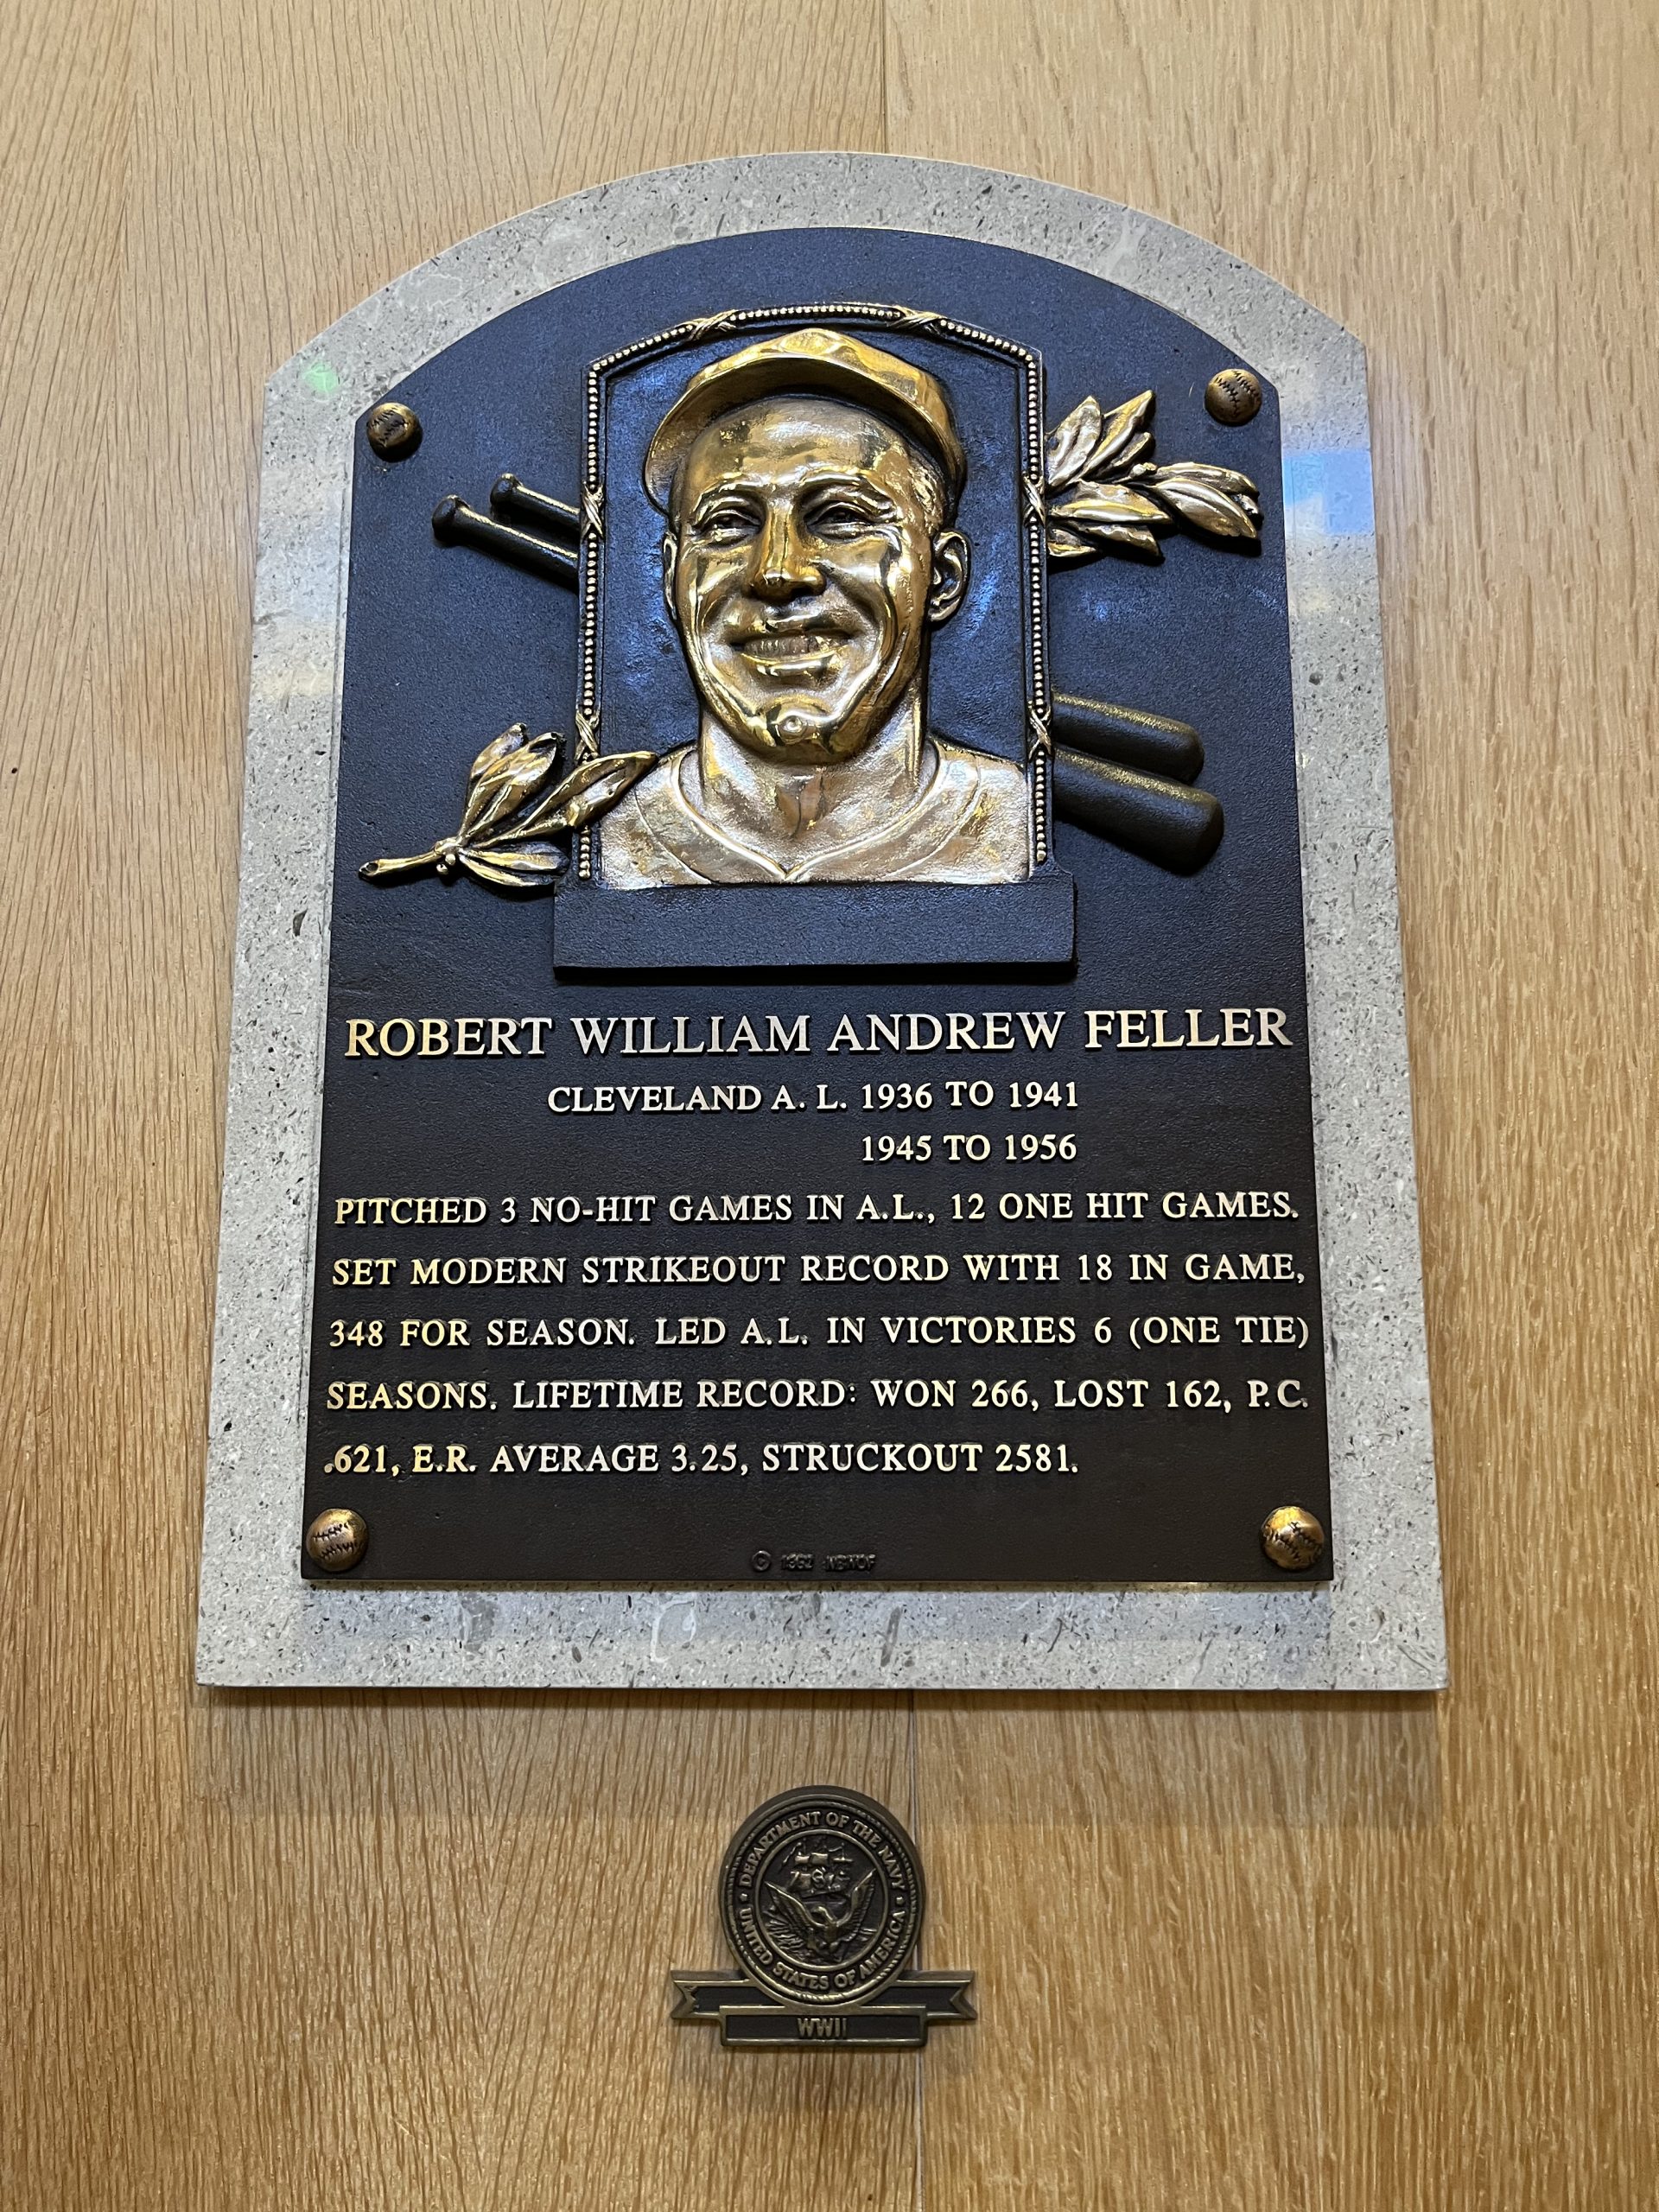 ROBERT WILLIAM ANDREW FELLER
CLEVELAND A. L. 1936 TO 1941
1945 TO 1956
PITCHED 3 NO-HIT GAMES IN A.L., 12 ONE HIT GAMES.
SET MODERN STRIKEOUT RECORD WITH 18 IN GAME,
348 FOR SEASON. LED A.L. IN VICTORIES 6 (ONE TIE)
SEASONS. LIFETIME RECORD: WON 266, LOST 162, P.C.
.621, E.R. AVERAGE 3.25, STRUCKOUT 2581.
©
DEPARTMENT OF THE NAVY
UNITED STATES OF AMERICA
WWII